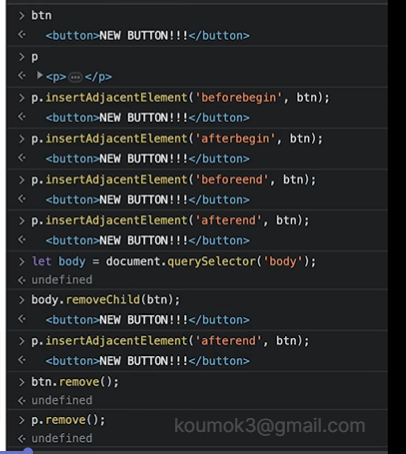 > btn
<button>NEW BUTTON!!!</button>
> p
<p>…</p>
> p.insertAdjacentElement('beforebegin', btn);
<button>NEW BUTTON!!!</button>
> p.insertAdjacentElement('afterbegin', btn);
<button>NEW BUTTON!!!</button>
> p.insertAdjacentElement('beforeend', btn);
<button>NEW BUTTON!!!</button>
> p.insertAdjacentElement('afterend', btn);
<button>NEW BUTTON!!!</button>
> let body = document.querySelector('body');
undefined
> body.removeChild(btn);
<button>NEW BUTTON!!!</button>
> p.insertAdjacentElement('afterend', btn);
<button>NEW BUTTON!!!</button>
> btn.remove();
undefined
> p.remove();
koumok3@gmail.com
undefined